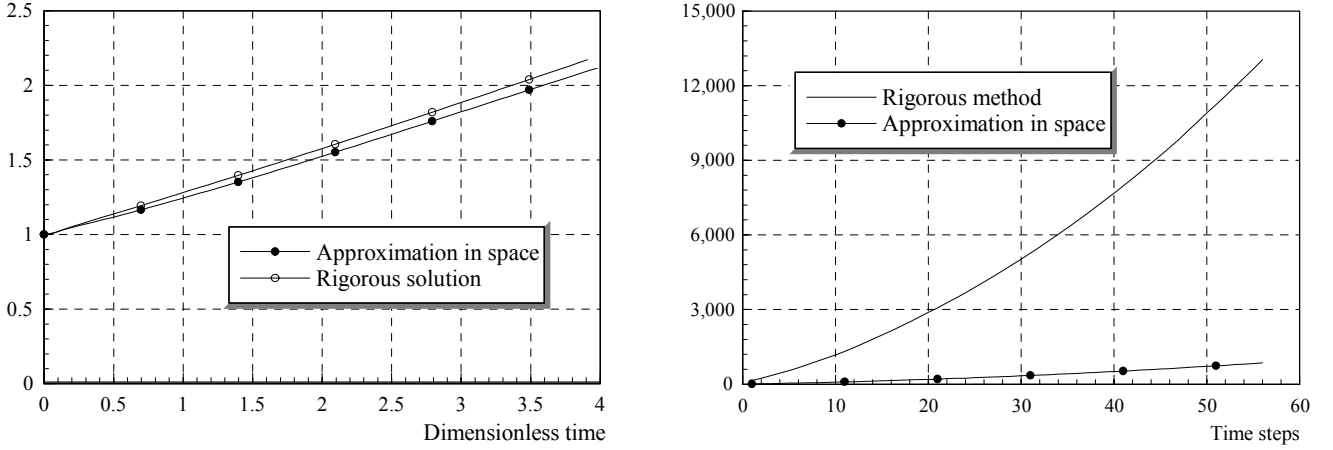 2.5
2
1.5
1
0.5
0
Approximation in space
Rigorous solution
0 0.5 1 1.5 2 2.5 3 3.5 4
Dimensionless time
15,000
12,000
9,000
6,000
3,000
0
Rigorous method
Approximation in space
0 10 20 30 40 50 60
Time steps